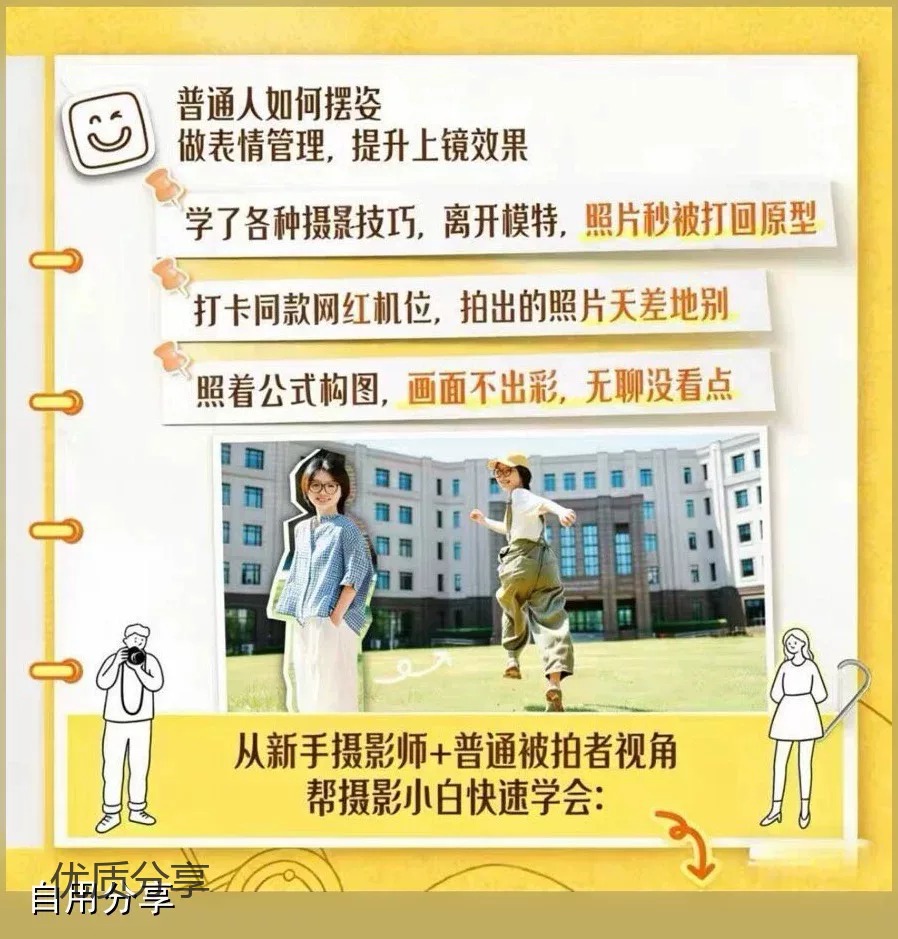 普通人如何摆姿
做表情管理，提升上镜效果
学了各种摄影技巧，离开模特，照片秒被打回原型
打卡同款网红机位，拍出的照片天差地别
照着公式构图，画面不出彩，无聊没看点
从新手摄影师+普通被拍者视角
帮摄影小白快速学会：
优质分享
自用分享